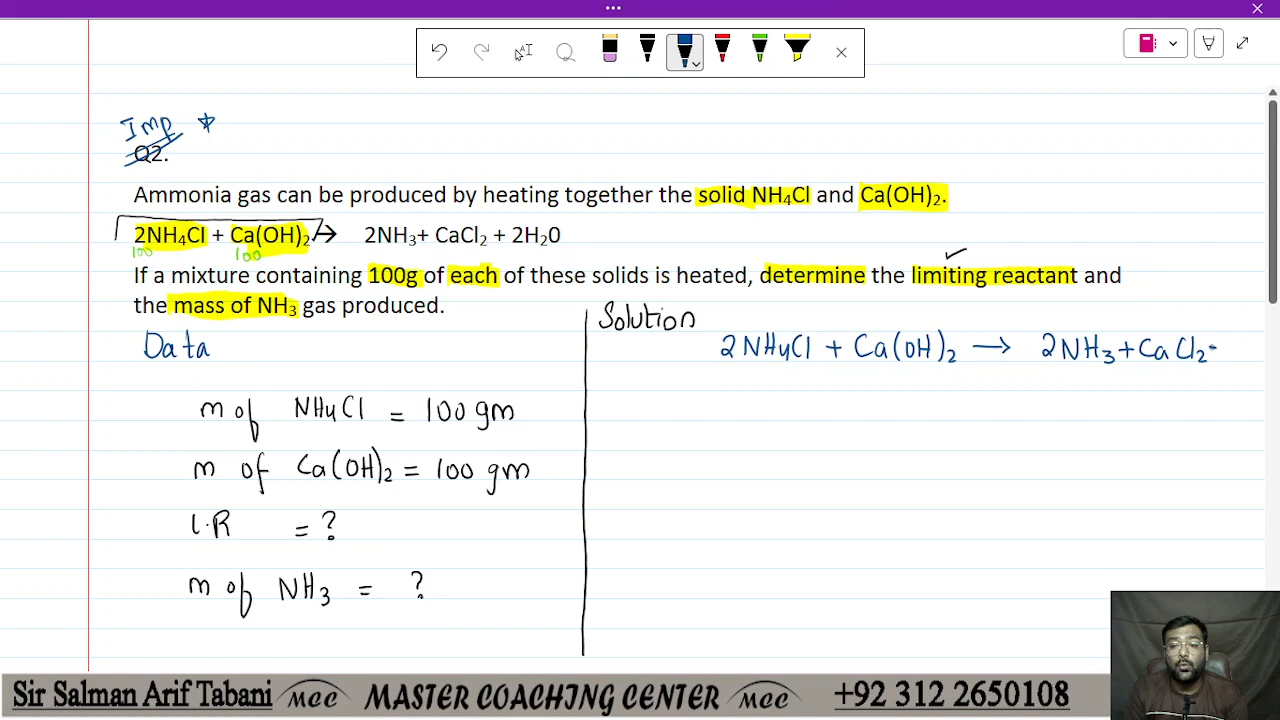 Imp *
Q2.
Ammonia gas can be produced by heating together the solid NH₄Cl and Ca(OH)₂.
2NH₄Cl + Ca(OH)₂ → 2NH₃+ CaCl₂ + 2H₂0
100 100
If a mixture containing 100g of each of these solids is heated, determine the limiting reactant and
the mass of NH₃ gas produced.
Data
m of NH4Cl = 100 gm
m of Ca(OH)₂ = 100 gm
L.R = ?
m of NH₃ = ?
Solution
2NH4Cl + Ca(OH)₂ → 2NH₃+CaCl₂
Sir Salman Arif Tabani MCC MASTER COACHING CENTER MCC +92 312 2650108